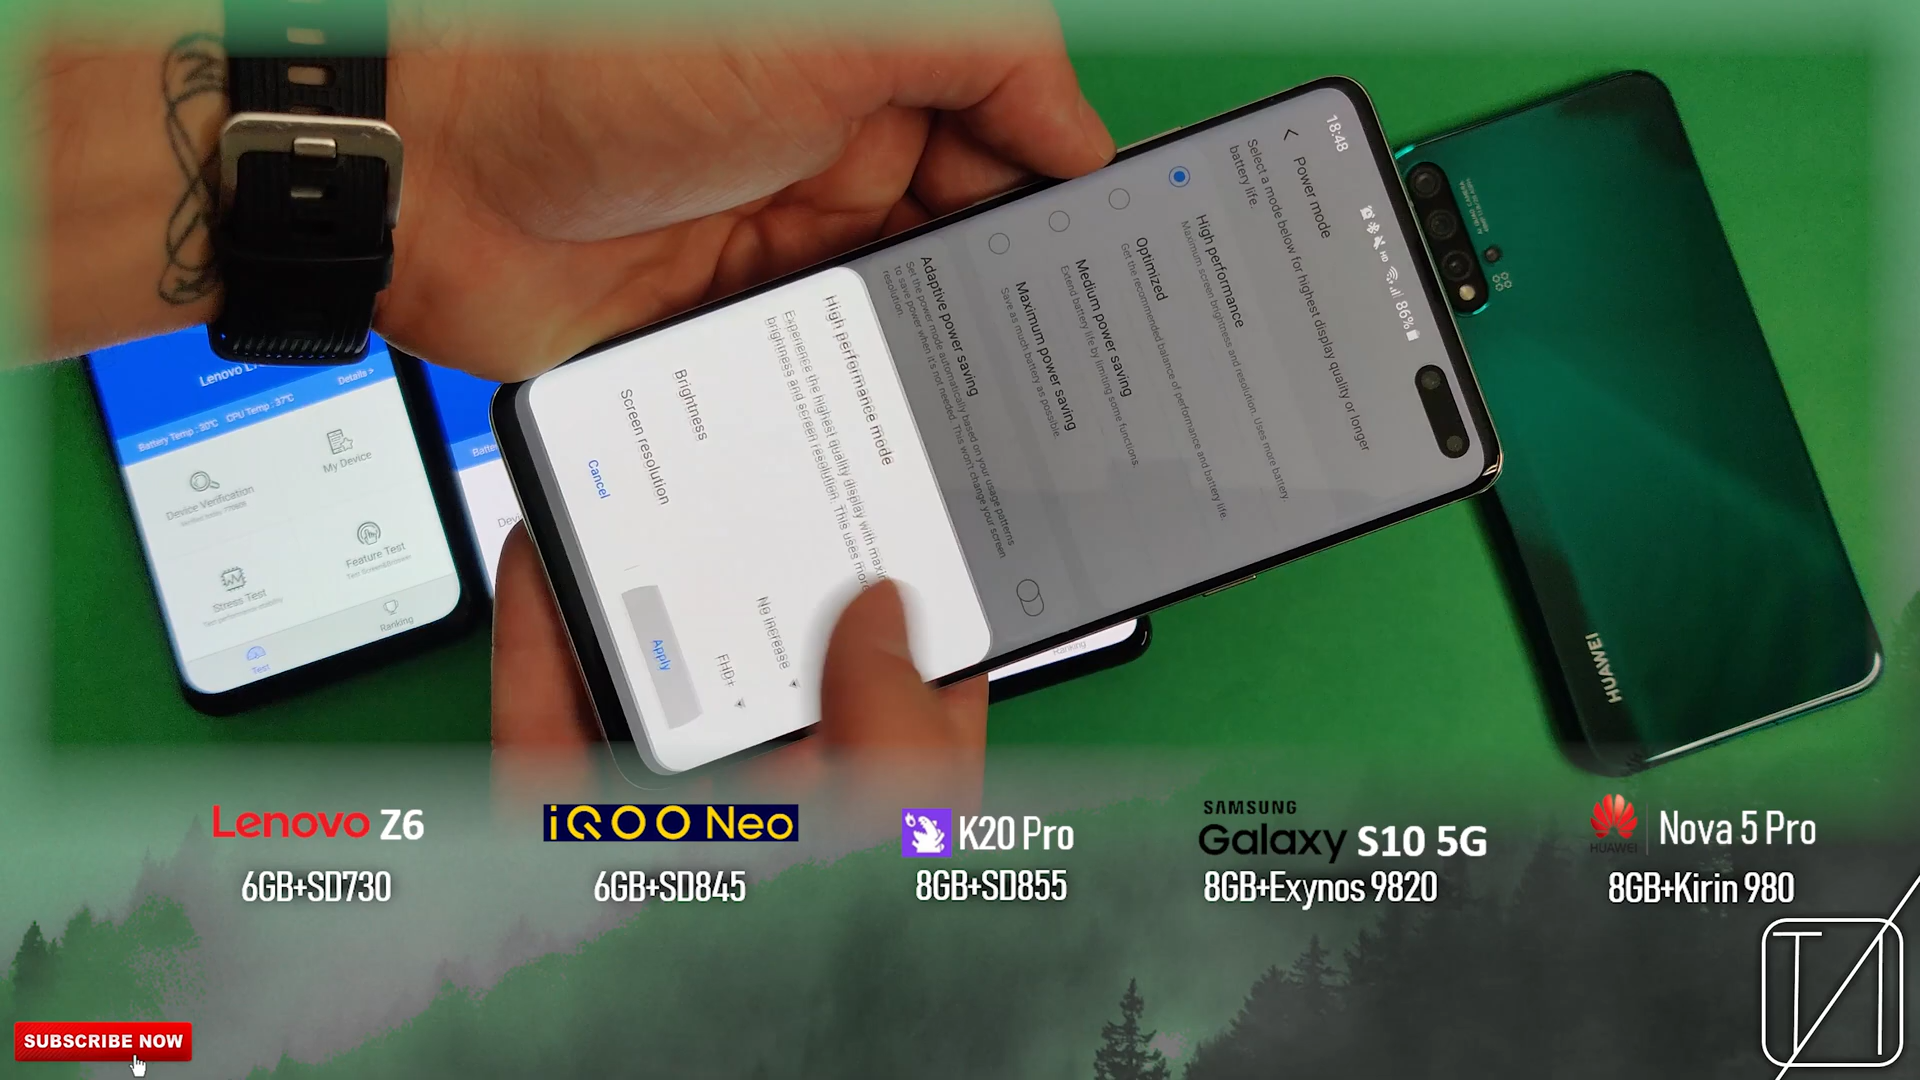 18:48
86%
Power mode
Select a mode below for highest display quality or longer
battery life.
High performance
Maximum screen brightness and resolution. Uses more battery
Optimized
Get the recommended balance of performance and battery life.
Medium power saving
Extend battery life by limiting some functions.
Maximum power saving
Save as much battery as possible.
Adaptive power saving
Set the power mode automatically based on your usage patterns
to save power when it's not needed. This won't change your screen
resolution.
High performance mode
Experience the highest quality display with
brightness and screen resolution. This uses more
Brightness
No increase
Screen resolution
FHD+
Cancel
Apply
Lenovo
Details >
Battery Temp : 30℃ CPU Temp : 37℃
Device Verification
My Device
Stress Test
Feature Test
Test
Ranking
Ranking
HUAWEI
Lenovo Z6
6GB+SD730
iQOO Neo
6GB+SD845
K20 Pro
8GB+SD855
SAMSUNG
Galaxy S10 5G
8GB+Exynos 9820
HUAWEI
Nova 5 Pro
8GB+Kirin 980
SUBSCRIBE NOW